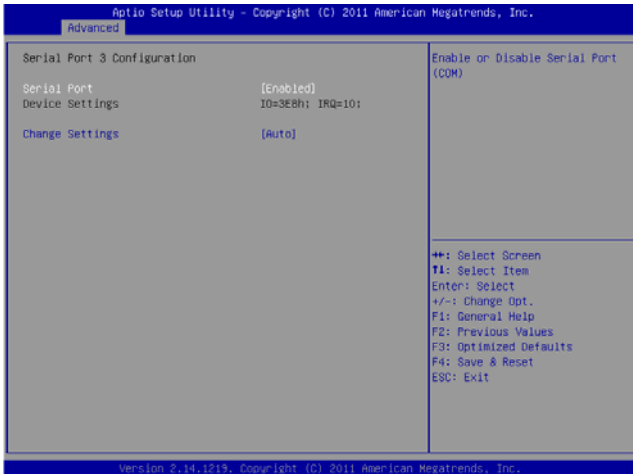 Aptio Setup Utility - Copyright (C) 2011 American Megatrends, Inc.
Advanced
Serial Port 3 Configuration
Serial Port [Enabled]
Device Settings IO=3E8h; IRQ=10;
Change Settings [Auto]
Enable or Disable Serial Port
(COM)
→←: Select Screen
↑↓: Select Item
Enter: Select
+/-: Change Opt.
F1: General Help
F2: Previous Values
F3: Optimized Defaults
F4: Save & Reset
ESC: Exit
Version 2.14.1219. Copyright (C) 2011 American Megatrends, Inc.